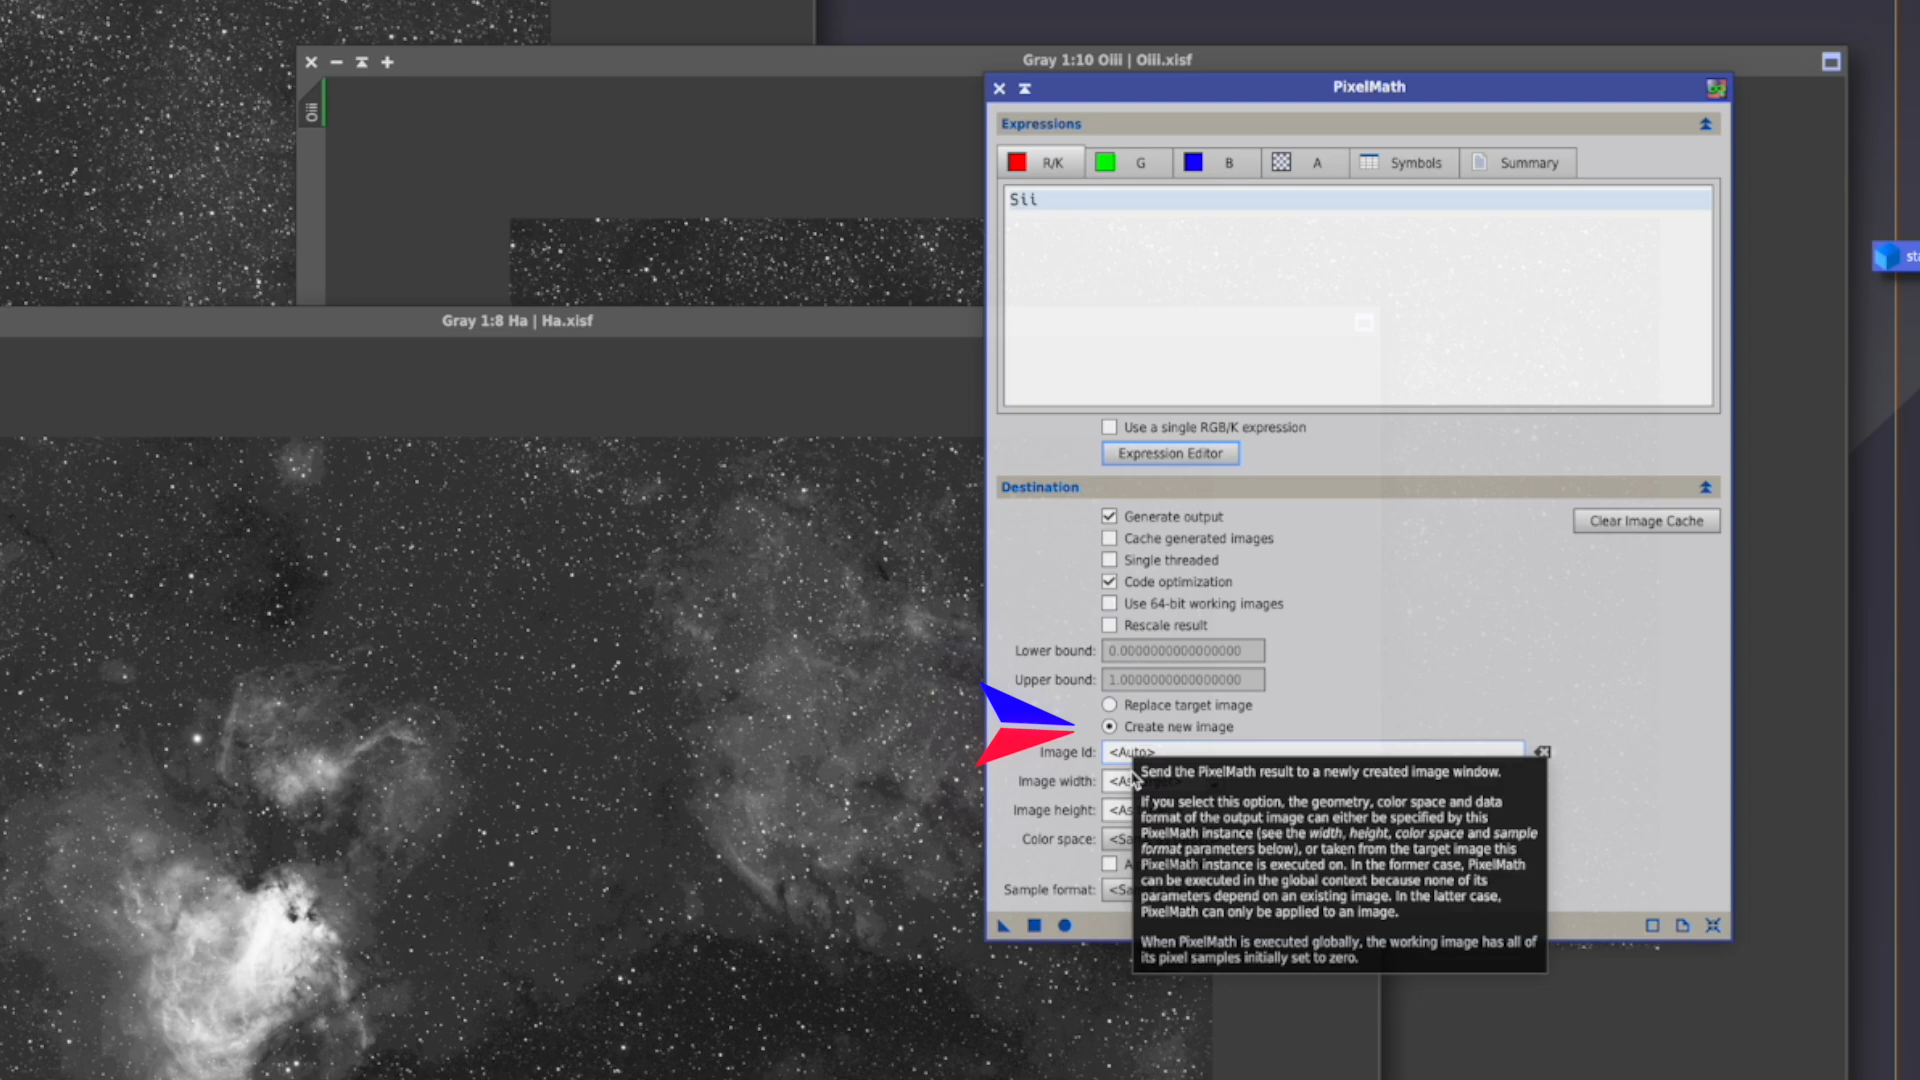 Gray 1:10 Oiii | Oiii.xisf
Oiii
PixelMath
Expressions
R/K
G
B
A
Symbols
Summary
Sii
Gray 1:8 Ha | Ha.xisf
Use a single RGB/K expression
Expression Editor
Destination
Generate output
Clear Image Cache
Cache generated images
Single threaded
Code optimization
Use 64-bit working images
Rescale result
Lower bound: 0.0000000000000000
Upper bound: 1.0000000000000000
Replace target image
Create new image
Image Id: <Auto>
Image width:
Image height:
Color space:
Sample format:
Send the PixelMath result to a newly created image window.
If you select this option, the geometry, color space and data
format of the output image can either be specified by this
PixelMath instance (see the width, height, color space and sample
format parameters below), or taken from the target image this
PixelMath instance is executed on. In the former case, PixelMath
can be executed in the global context because none of its
parameters depend on an existing image. In the latter case,
PixelMath can only be applied to an image.
When PixelMath is executed globally, the working image has all of
its pixel samples initially set to zero.